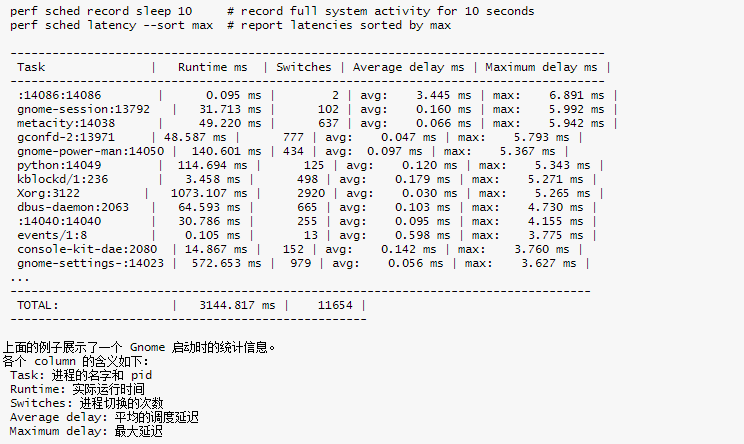 perf sched record sleep 10     # record full system activity for 10 seconds
perf sched latency --sort max  # report latencies sorted by max
-------------------------------------------------------------------------------
Task              |   Runtime ms  | Switches | Average delay ms | Maximum delay ms |
-------------------------------------------------------------------------------
:14086:14086        |      0.095 ms |        2 | avg:    3.445 ms | max:    6.891 ms |
gnome-session:13792   |   31.713 ms |      102 | avg:    0.160 ms | max:    5.992 ms |
metacity:14038      |     49.220 ms |      637 | avg:    0.066 ms | max:    5.942 ms |
gconfd-2:13971     | 48.587 ms |      777 | avg:    0.047 ms | max:    5.793 ms |
gnome-power-man:14050 |  140.601 ms | 434 | avg:  0.097 ms | max:    5.367 ms |
python:14049        |  114.694 ms |      125 | avg:    0.120 ms | max:    5.343 ms |
kblockd/1:236      |     3.458 ms |      498 | avg:    0.179 ms | max:    5.271 ms |
Xorg:3122         |   1073.107 ms |     2920 | avg:    0.030 ms | max:    5.265 ms |
dbus-daemon:2063   |    64.593 ms |      665 | avg:    0.103 ms | max:    4.730 ms |
:14040:14040       |    30.786 ms |      255 | avg:    0.095 ms | max:    4.155 ms |
events/1:8         |     0.105 ms |       13 | avg:    0.598 ms | max:    3.775 ms |
console-kit-dae:2080  | 14.867 ms |   152 | avg:    0.142 ms | max:    3.760 ms |
gnome-settings-:14023 |  572.653 ms |  979 | avg:    0.056 ms | max:    3.627 ms |
...
-------------------------------------------------------------------------------
TOTAL:                |   3144.817 ms |    11654 |
---------------------------------------------------
上面的例子展示了一个 Gnome 启动时的统计信息。
各个 column 的含义如下:
Task: 进程的名字和 pid
Runtime: 实际运行时间
Switches: 进程切换的次数
Average delay: 平均的调度延迟
Maximum delay: 最大延迟